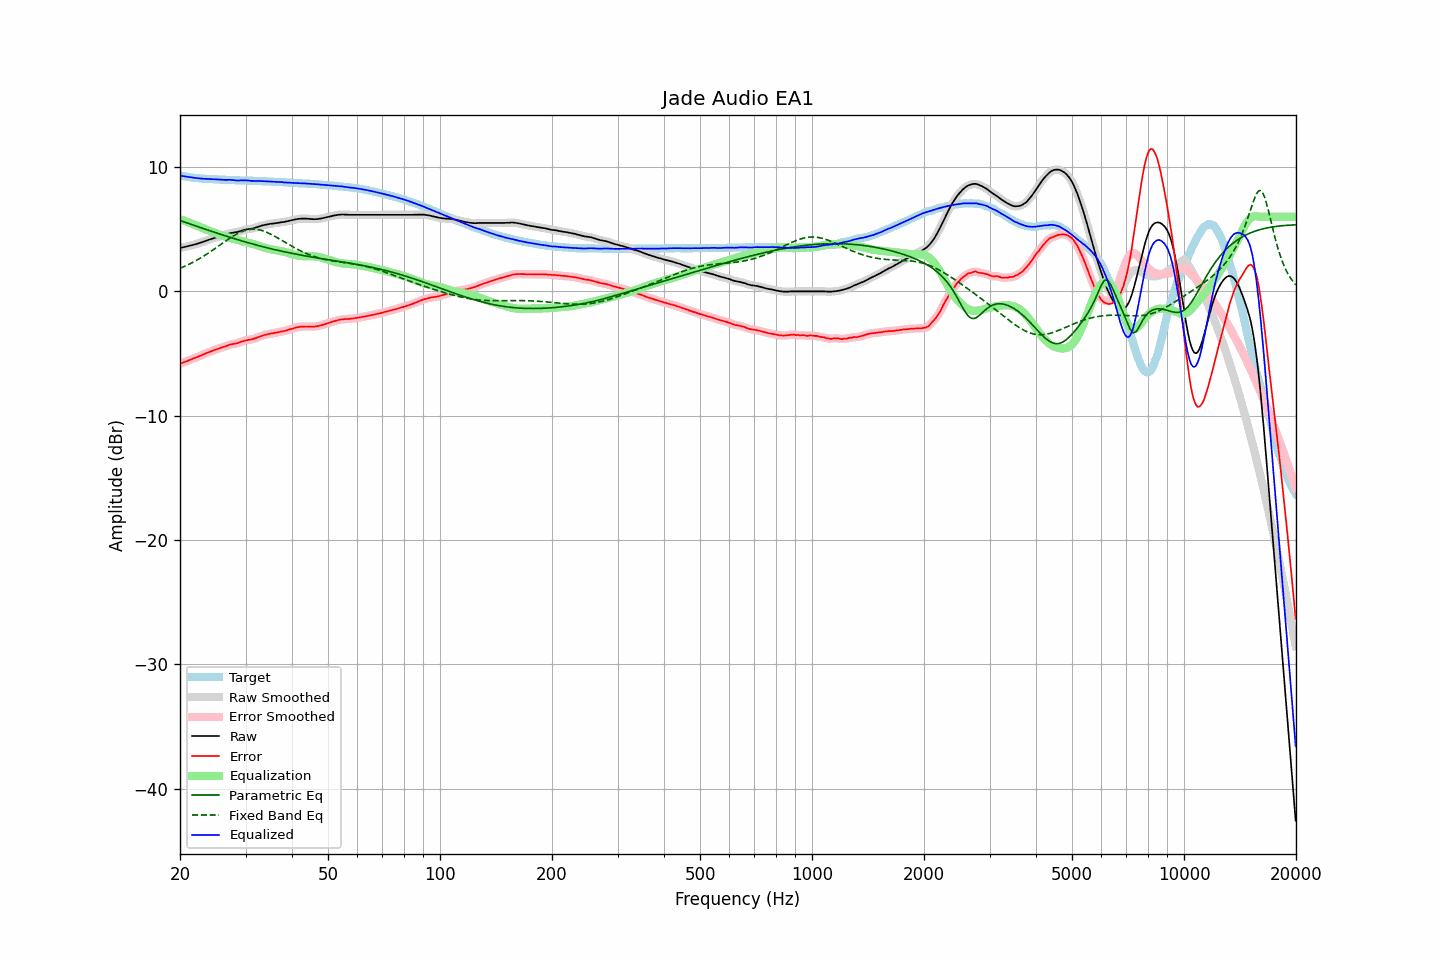 Jade Audio EA1
10
0
−10
−20
−30
−40
Amplitude (dBr)
Target
Raw Smoothed
Error Smoothed
Raw
Error
Equalization
Parametric Eq
Fixed Band Eq
Equalized
20 50 100 200 500 1000 2000 5000 10000 20000
Frequency (Hz)